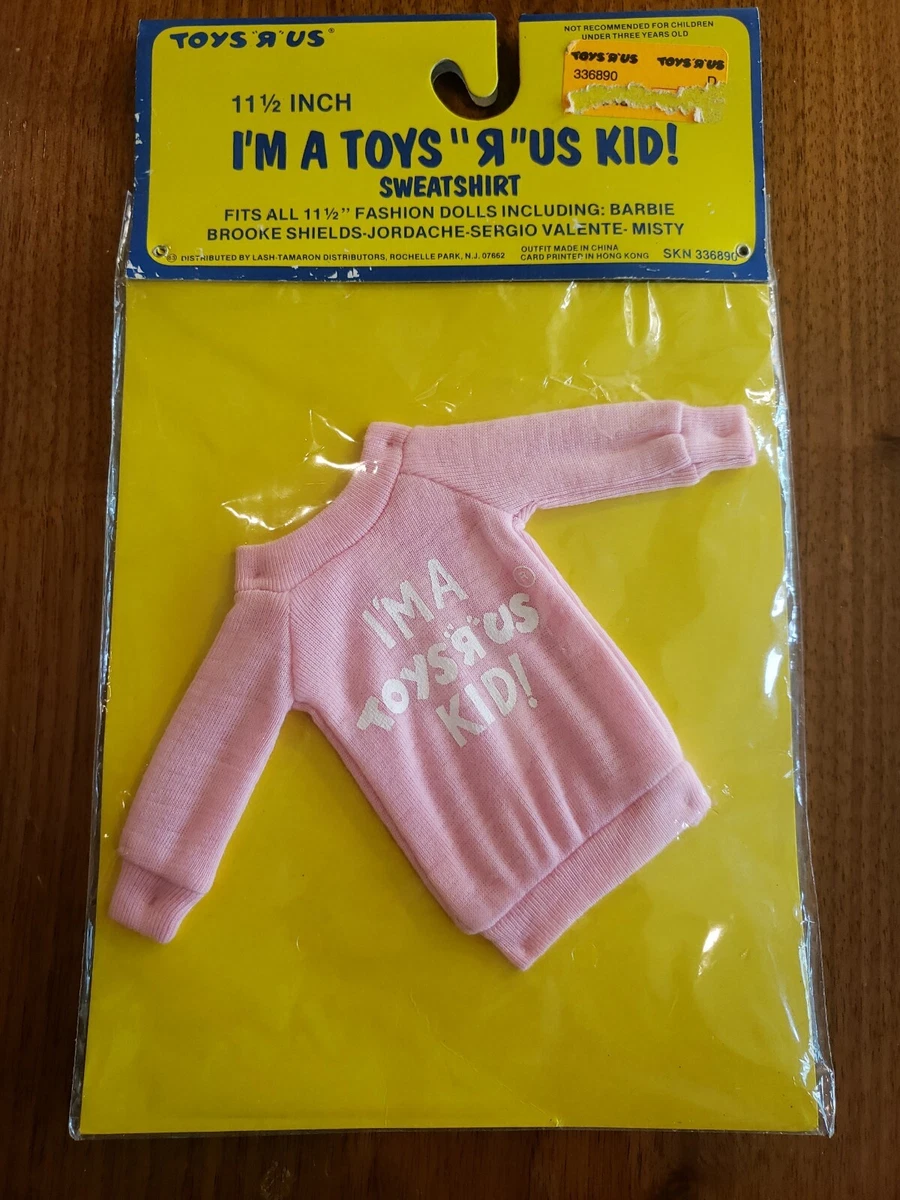 TOYS "Я" US®
NOT RECOMMENDED FOR CHILDREN
UNDER THREE YEARS OLD
TOYS "Я" US TOYS "Я" US
336890 D
11½ INCH
I'M A TOYS "Я" US KID!
SWEATSHIRT
FITS ALL 11½" FASHION DOLLS INCLUDING: BARBIE
BROOKE SHIELDS-JORDACHE-SERGIO VALENTE- MISTY
DISTRIBUTED BY LASH-TAMARON DISTRIBUTORS, ROCHELLE PARK, N.J. 07662
OUTFIT MADE IN CHINA
CARD PRINTED IN HONG KONG
SKN 336890
I'M A
TOYS "Я" US ®
KID!